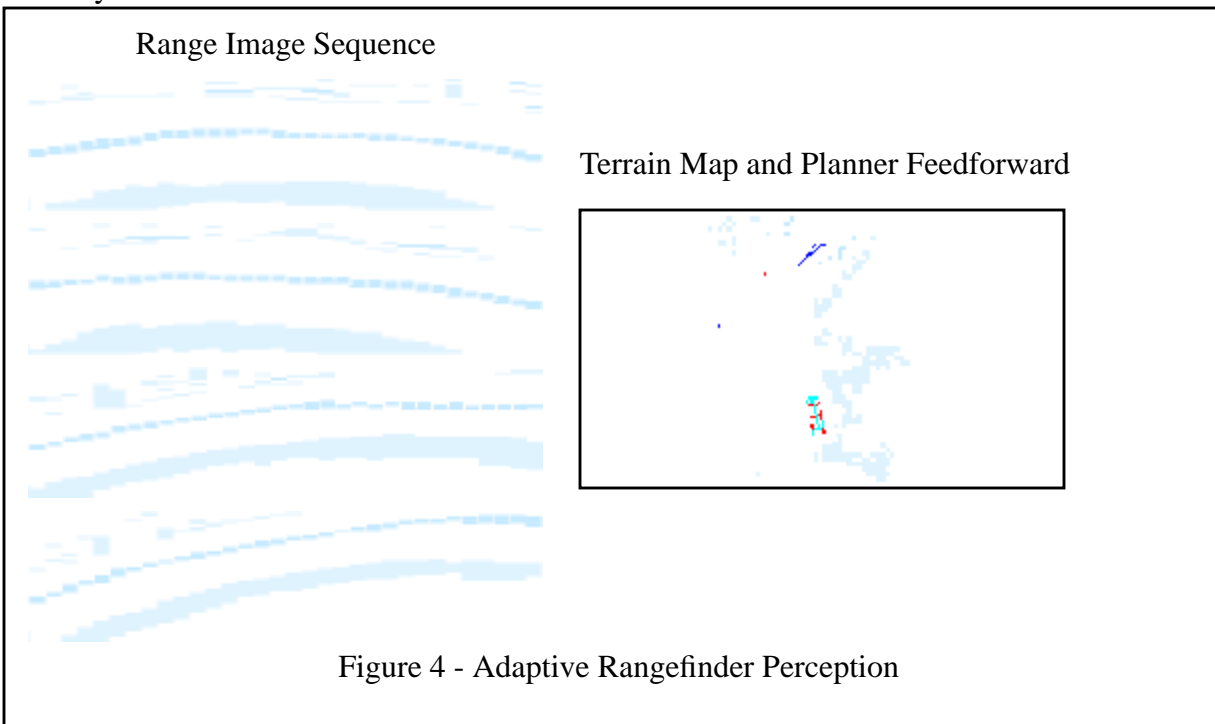 Range Image Sequence
Terrain Map and Planner Feedforward
Figure 4 - Adaptive Rangefinder Perception